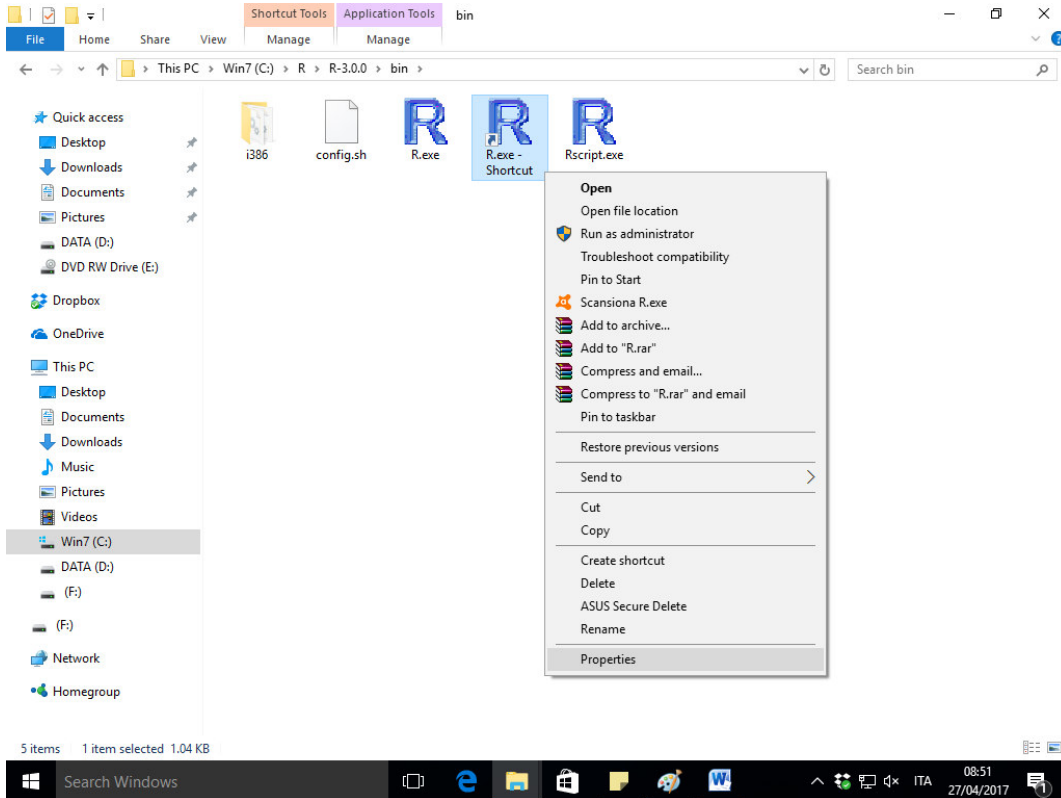 Shortcut Tools Application Tools bin
File Home Share View Manage Manage
This PC > Win7 (C:) > R > R-3.0.0 > bin >
Search bin
Quick access
Desktop
Downloads
Documents
Pictures
DATA (D:)
DVD RW Drive (E:)
Dropbox
OneDrive
This PC
Desktop
Documents
Downloads
Music
Pictures
Videos
Win7 (C:)
DATA (D:)
(F:)
(F:)
Network
Homegroup
i386
config.sh
R.exe
R.exe -
Shortcut
Rscript.exe
Open
Open file location
Run as administrator
Troubleshoot compatibility
Pin to Start
Scansiona R.exe
Add to archive...
Add to "R.rar"
Compress and email...
Compress to "R.rar" and email
Pin to taskbar
Restore previous versions
Send to
Cut
Copy
Create shortcut
Delete
ASUS Secure Delete
Rename
Properties
5 items 1 item selected 1.04 KB
Search Windows
ITA
08:51
27/04/2017
1